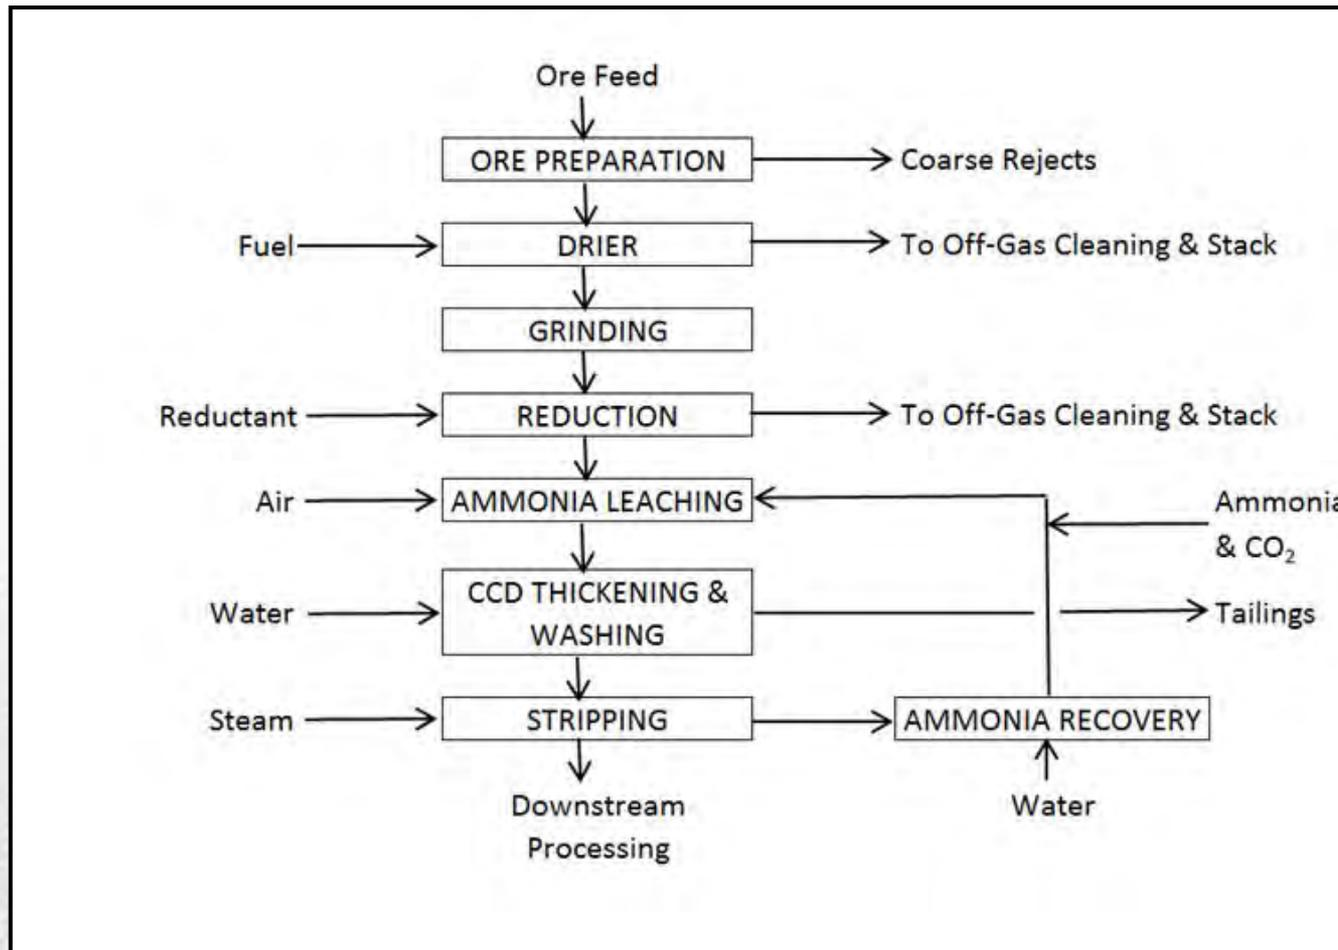 Ore Feed
ORE PREPARATION
Coarse Rejects
Fuel
DRIER
To Off-Gas Cleaning & Stack
GRINDING
Reductant
REDUCTION
To Off-Gas Cleaning & Stack
Air
AMMONIA LEACHING
Ammonia
& CO₂
Water
CCD THICKENING &
WASHING
Tailings
Steam
STRIPPING
AMMONIA RECOVERY
Downstream
Processing
Water